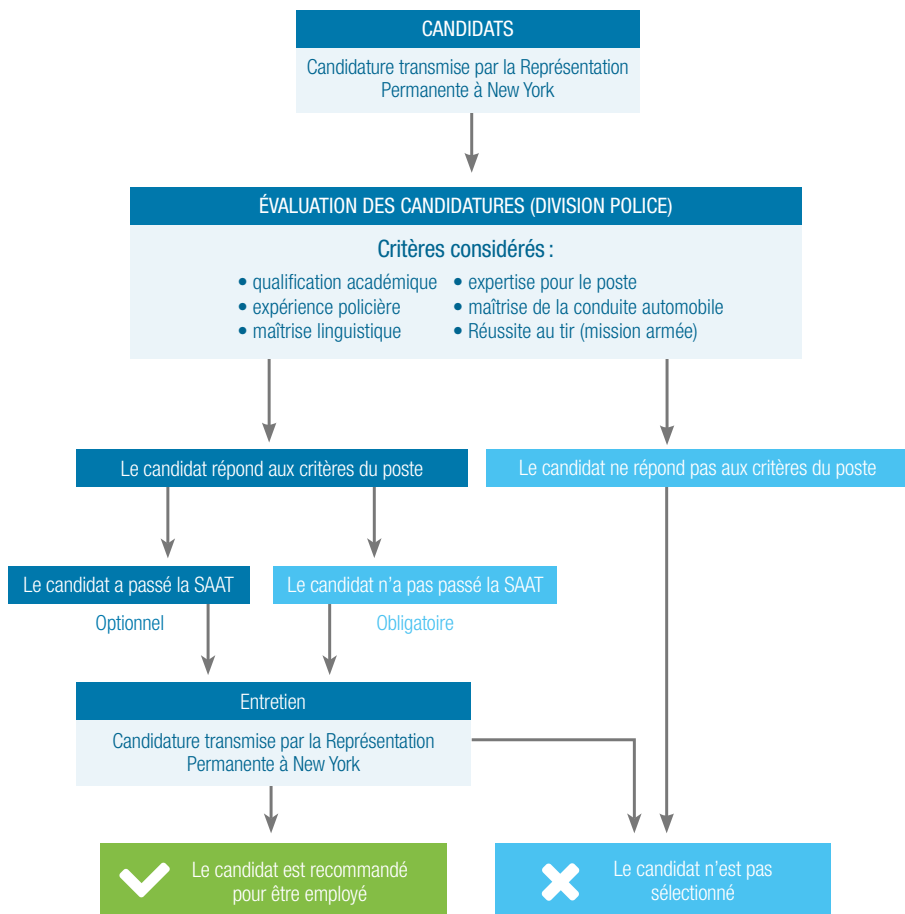 CANDIDATS
Candidature transmise par la Représentation
Permanente à New York
ÉVALUATION DES CANDIDATURES (DIVISION POLICE)
Critères considérés :
• qualification académique
• expérience policière
• maîtrise linguistique
• expertise pour le poste
• maîtrise de la conduite automobile
• Réussite au tir (mission armée)
Le candidat répond aux critères du poste
Le candidat ne répond pas aux critères du poste
Le candidat a passé la SAAT
Le candidat n'a pas passé la SAAT
Optionnel
Obligatoire
Entretien
Candidature transmise par la Représentation
Permanente à New York
Le candidat est recommandé
pour être employé
Le candidat n'est pas
sélectionné